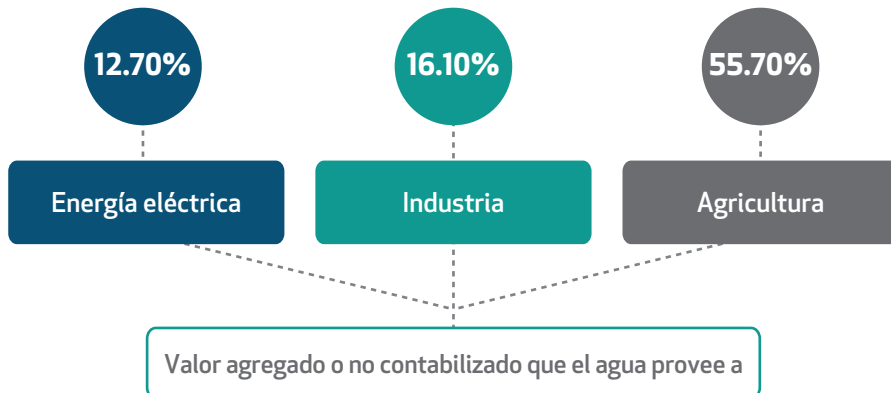 12.70%
16.10%
55.70%
Energía eléctrica
Industria
Agricultura
Valor agregado o no contabilizado que el agua provee a